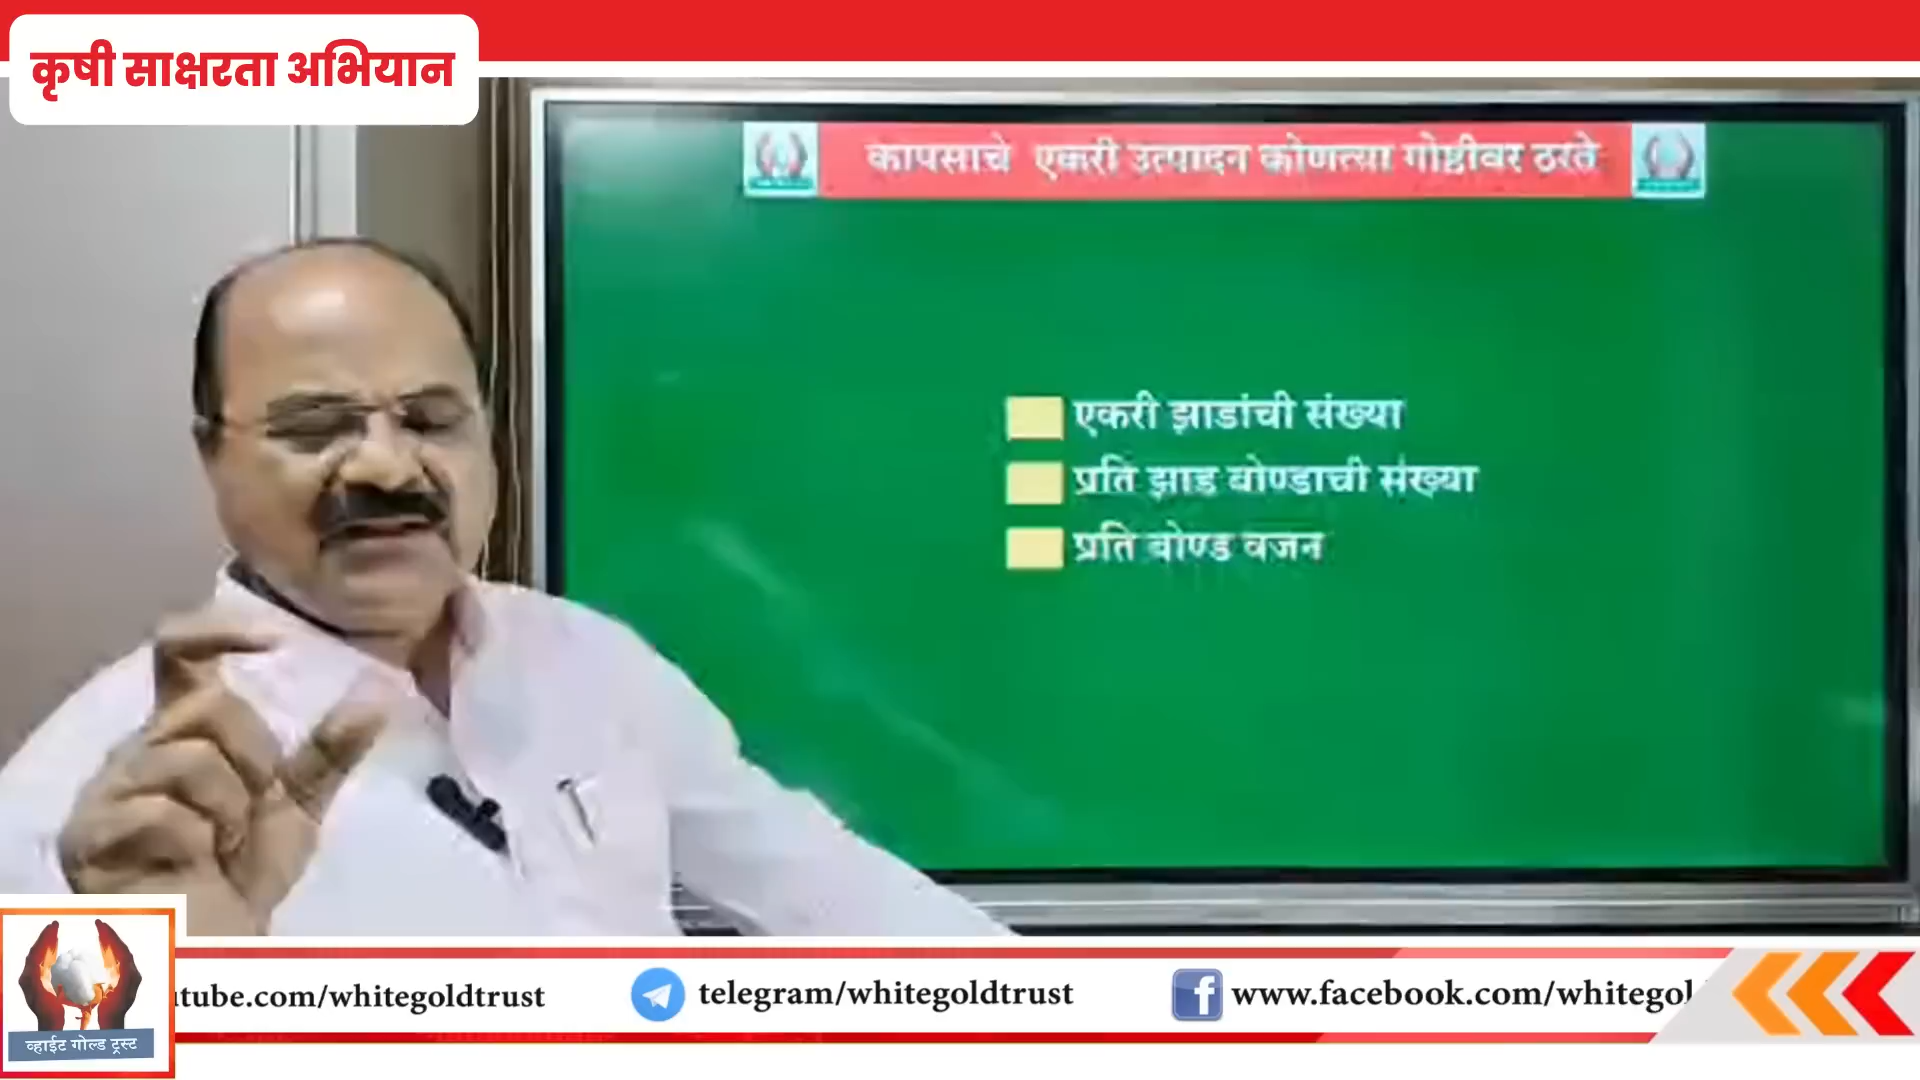 कृषी साक्षरता अभियान
कापसाचे एकरी उत्पादन कोणत्या गोष्टीवर ठरते
एकरी झाडांची संख्या
प्रति झाड बोण्डाची संख्या
प्रति बोण्ड वजन
utube.com/whitegoldtrust
telegram/whitegoldtrust
www.facebook.com/whitegol
व्हाईट गोल्ड ट्रस्ट